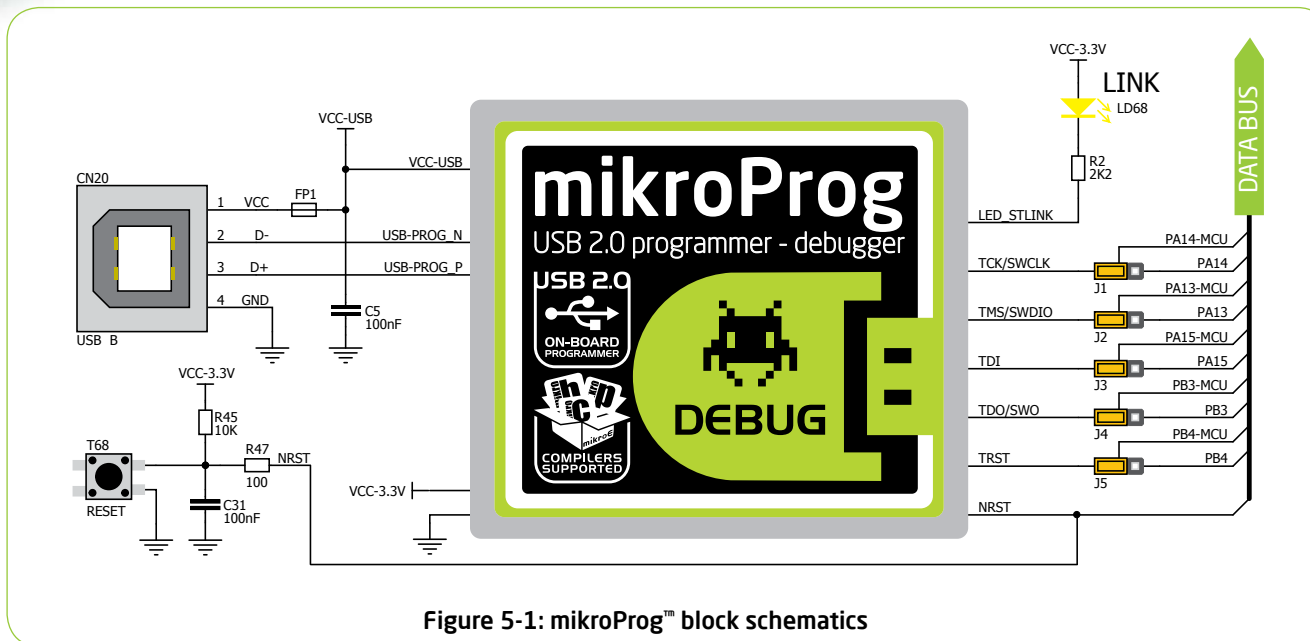 VCC-3.3V
LINK
LD68
R2
2K2
DATA BUS
VCC-USB
VCC-USB
CN20
1 VCC
FP1
2 D-
USB-PROG_N
3 D+
USB-PROG_P
4 GND
USB B
C5
100nF
mikroProg
USB 2.0 programmer - debugger
USB 2.0
ON-BOARD
PROGRAMMER
COMPILERS
SUPPORTED
mikroE
DEBUG
LED_STLINK
PA14-MCU
TCK/SWCLK
PA14
J1
PA13-MCU
TMS/SWDIO
PA13
J2
PA15-MCU
TDI
PA15
J3
PB3-MCU
TDO/SWO
PB3
J4
PB4-MCU
TRST
PB4
J5
NRST
VCC-3.3V
R45
10K
T68
R47
NRST
100
RESET
C31
100nF
VCC-3.3V
Figure 5-1: mikroProg™ block schematics